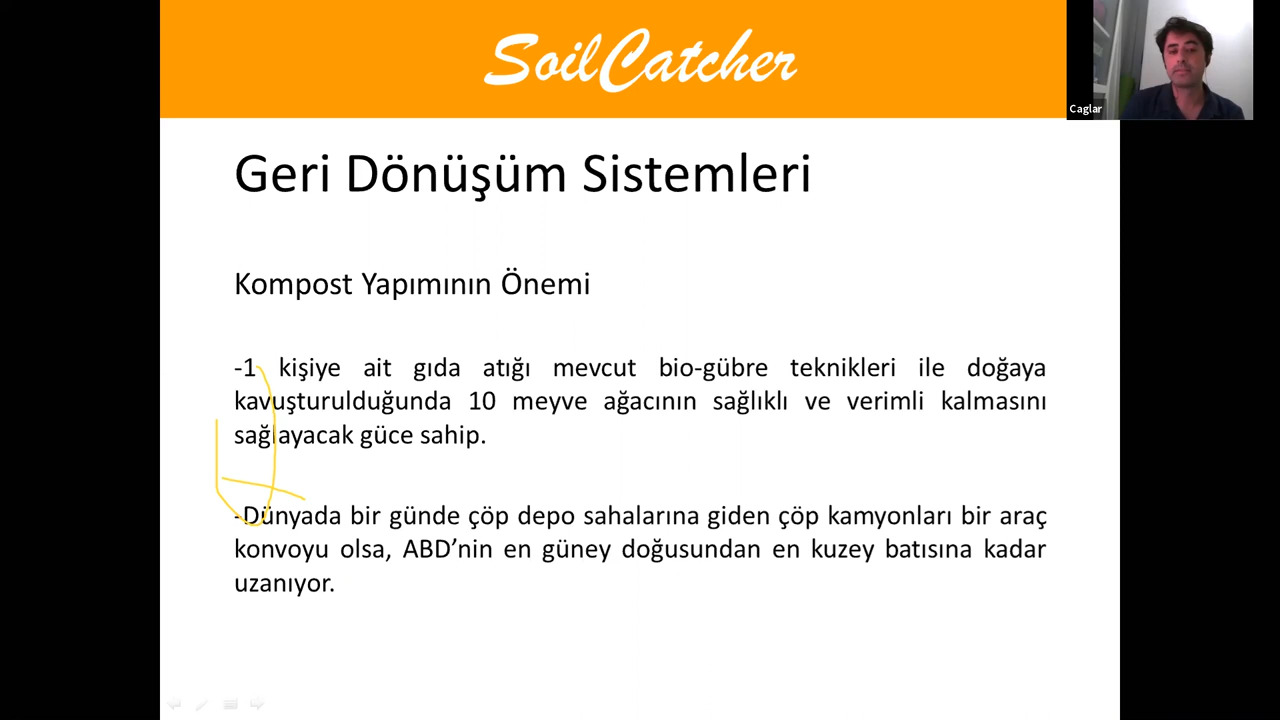 SoilCatcher
Caglar
Geri Dönüşüm Sistemleri
Kompost Yapımının Önemi
-1 kişiye ait gıda atığı mevcut bio-gübre teknikleri ile doğaya
kavuşturulduğunda 10 meyve ağacının sağlıklı ve verimli kalmasını
sağlayacak güce sahip.
-Dünyada bir günde çöp depo sahalarına giden çöp kamyonları bir araç
konvoyu olsa, ABD’nin en güney doğusundan en kuzey batısına kadar
uzanıyor.